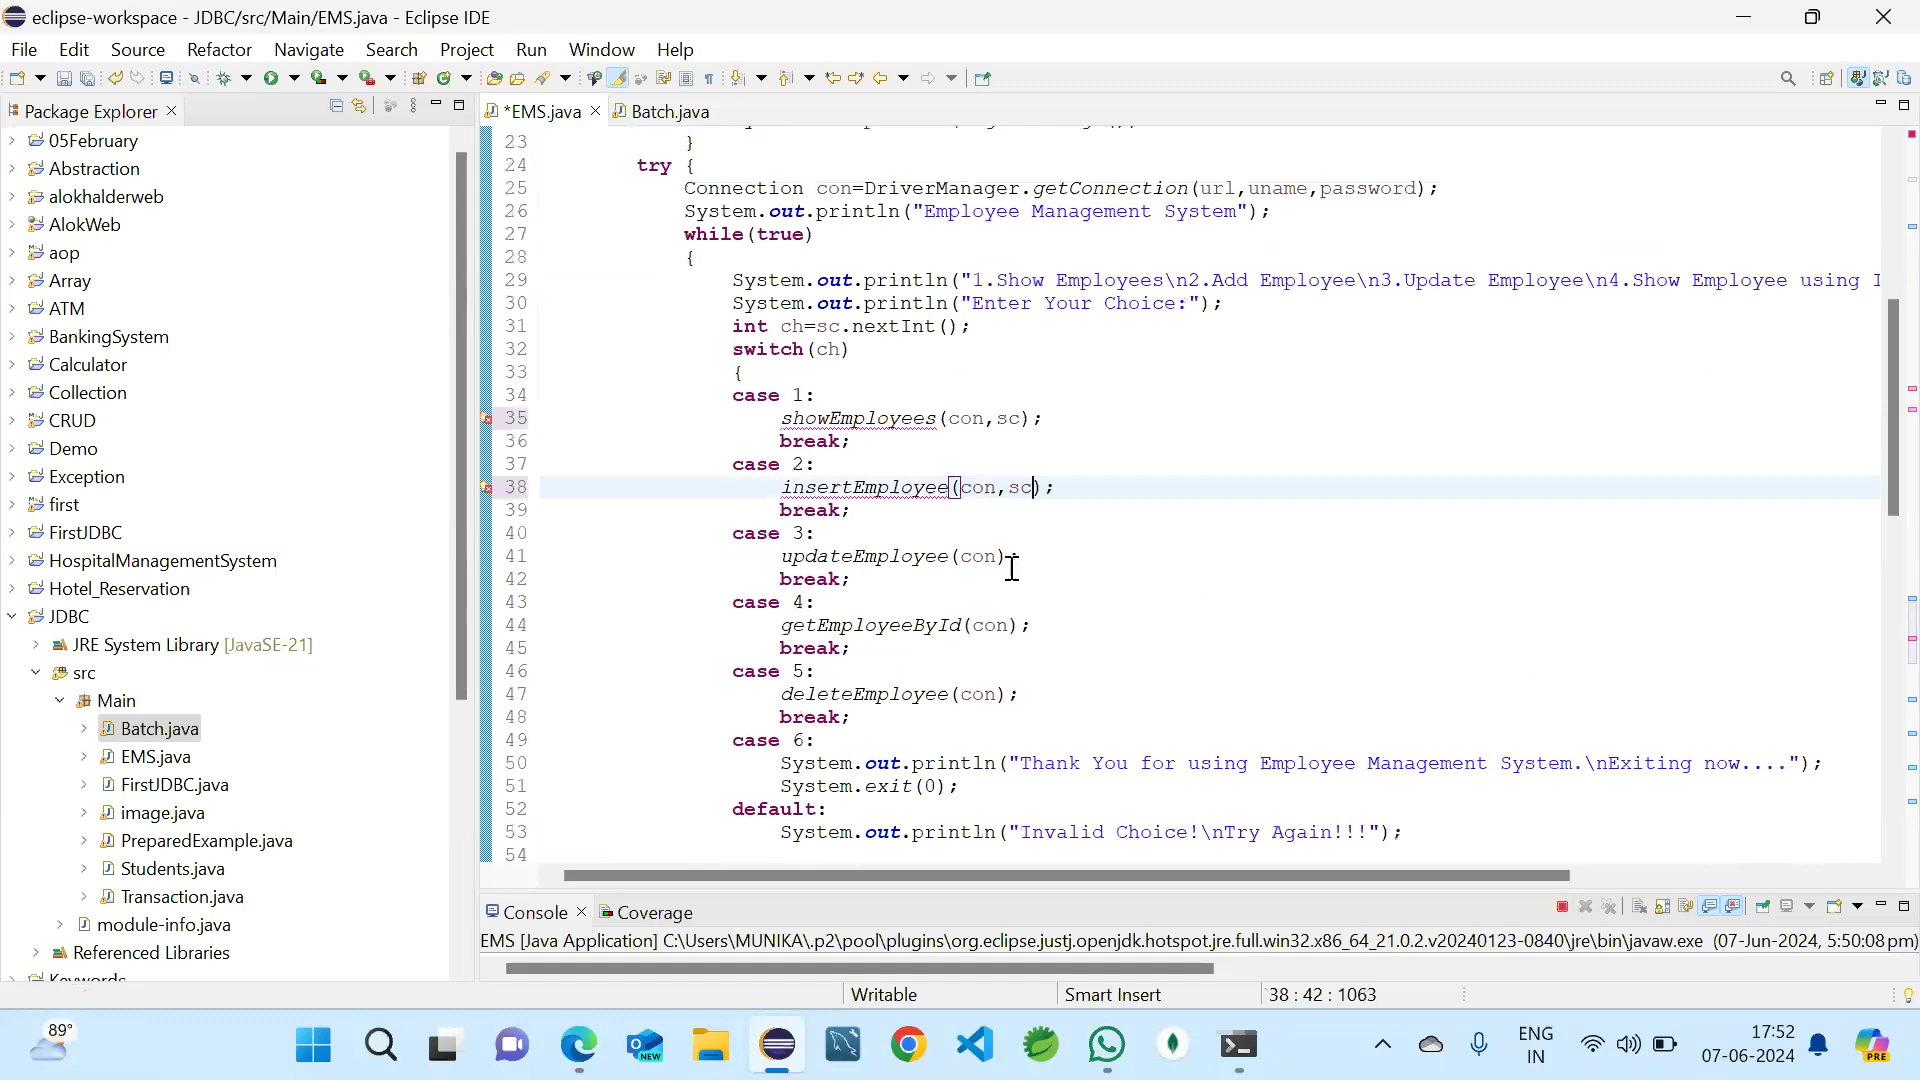 eclipse-workspace - JDBC/src/Main/EMS.java - Eclipse IDE
File Edit Source Refactor Navigate Search Project Run Window Help
Package Explorer
05February
Abstraction
alokhalderweb
AlokWeb
aop
Array
ATM
BankingSystem
Calculator
Collection
CRUD
Demo
Exception
first
FirstJDBC
HospitalManagementSystem
Hotel_Reservation
JDBC
JRE System Library [JavaSE-21]
src
Main
Batch.java
EMS.java
FirstJDBC.java
image.java
PreparedExample.java
Students.java
Transaction.java
module-info.java
Referenced Libraries
Keywords
*EMS.java Batch.java
23 }
24 try {
25 Connection con=DriverManager.getConnection(url,uname,password);
26 System.out.println("Employee Management System");
27 while(true)
28 {
29 System.out.println("1.Show Employees\n2.Add Employee\n3.Update Employee\n4.Show Employee using I
30 System.out.println("Enter Your Choice:");
31 int ch=sc.nextInt();
32 switch(ch)
33 {
34 case 1:
35 showEmployees(con,sc);
36 break;
37 case 2:
38 insertEmployee(con,sc);
39 break;
40 case 3:
41 updateEmployee(con);
42 break;
43 case 4:
44 getEmployeeById(con);
45 break;
46 case 5:
47 deleteEmployee(con);
48 break;
49 case 6:
50 System.out.println("Thank You for using Employee Management System.\nExiting now....");
51 System.exit(0);
52 default:
53 System.out.println("Invalid Choice!\nTry Again!!!");
54
Console Coverage
EMS [Java Application] C:\Users\MUNIKA\.p2\pool\plugins\org.eclipse.justj.openjdk.hotspot.jre.full.win32.x86_64_21.0.2.v20240123-0840\jre\bin\javaw.exe (07-Jun-2024, 5:50:08 pm)
Writable Smart Insert 38 : 42 : 1063
89°
NEW
ENG
IN
17:52
07-06-2024
PRE